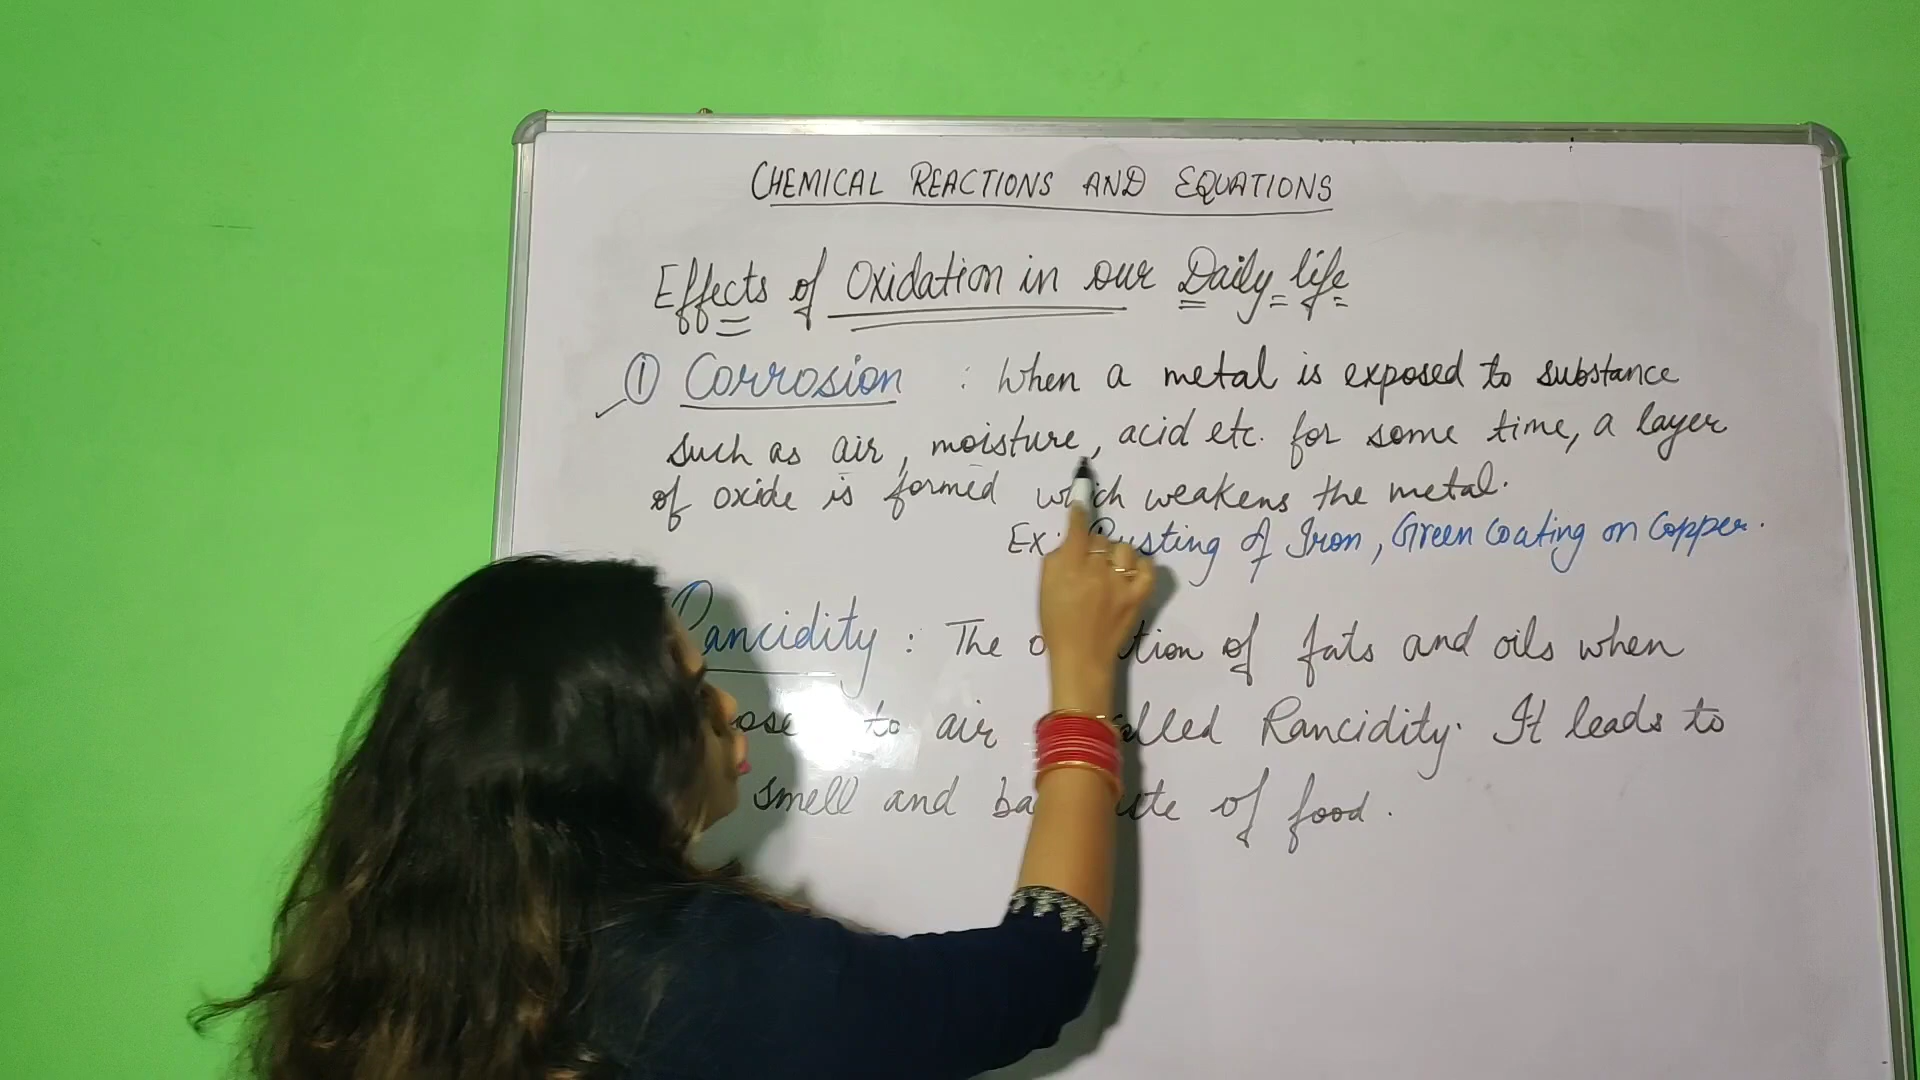 CHEMICAL REACTIONS AND EQUATIONS
Effects of Oxidation in our Daily life
① Corrosion : When a metal is exposed to substance
such as air, moisture, acid etc. for some time, a layer
of oxide is formed which weakens the metal.
Ex: Rusting of Iron, Green Coating on Copper.
Rancidity : The of fats and oils when
to air Rancidity. It leads to
smell and of food.